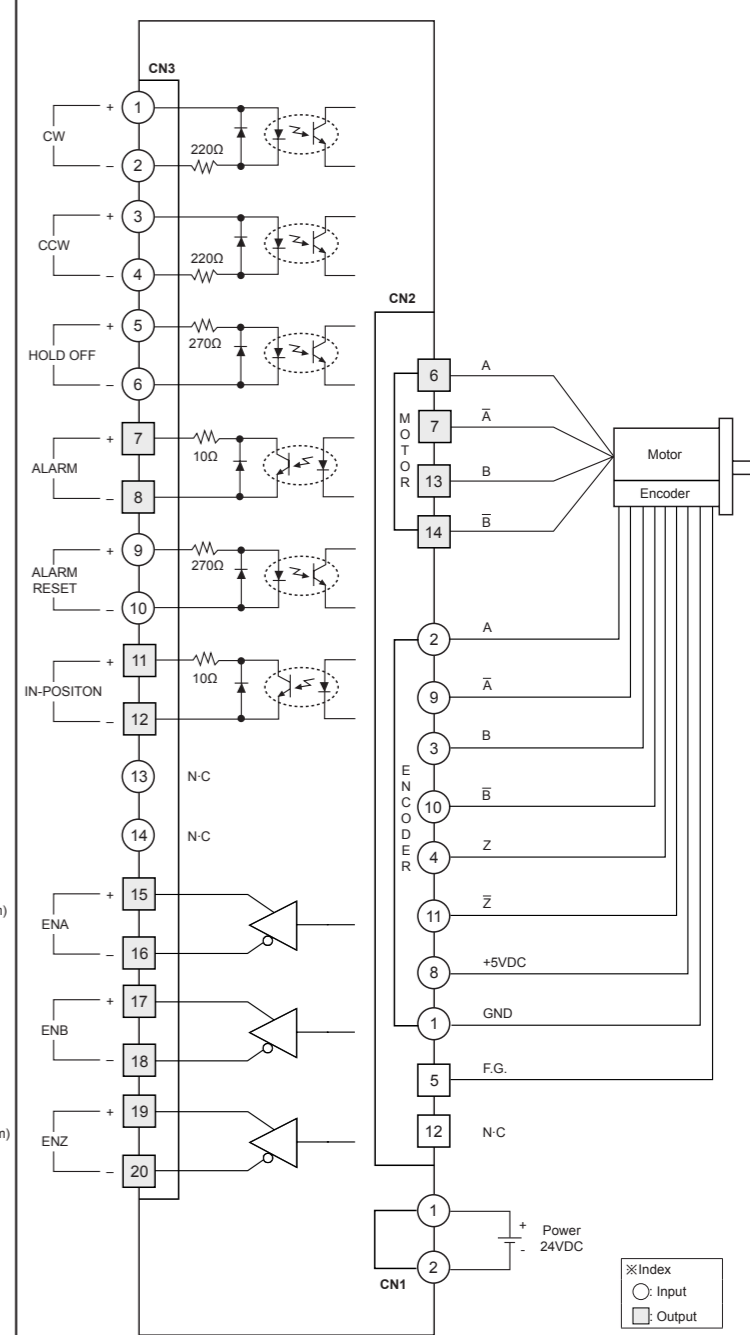 CN3
+ 1
CW
220Ω
– 2
+ 3
CCW
220Ω
– 4
+ 5
270Ω
HOLD OFF
– 6
+ 7
10Ω
ALARM
– 8
+ 9
270Ω
ALARM
RESET
– 10
+ 11
10Ω
IN-POSITON
– 12
13 N·C
14 N·C
+ 15
ENA
– 16
+ 17
ENB
– 18
+ 19
ENZ
– 20
m)
m)
CN2
MOTOR
6 A
7 A̅
13 B
14 B̅
Motor
Encoder
ENCODER
2 A
9 A̅
3 B
10 B̅
4 Z
11 Z̅
8 +5VDC
1 GND
5 F.G.
12 N·C
1
+ Power
- 24VDC
2
CN1
※Index
: Input
: Output